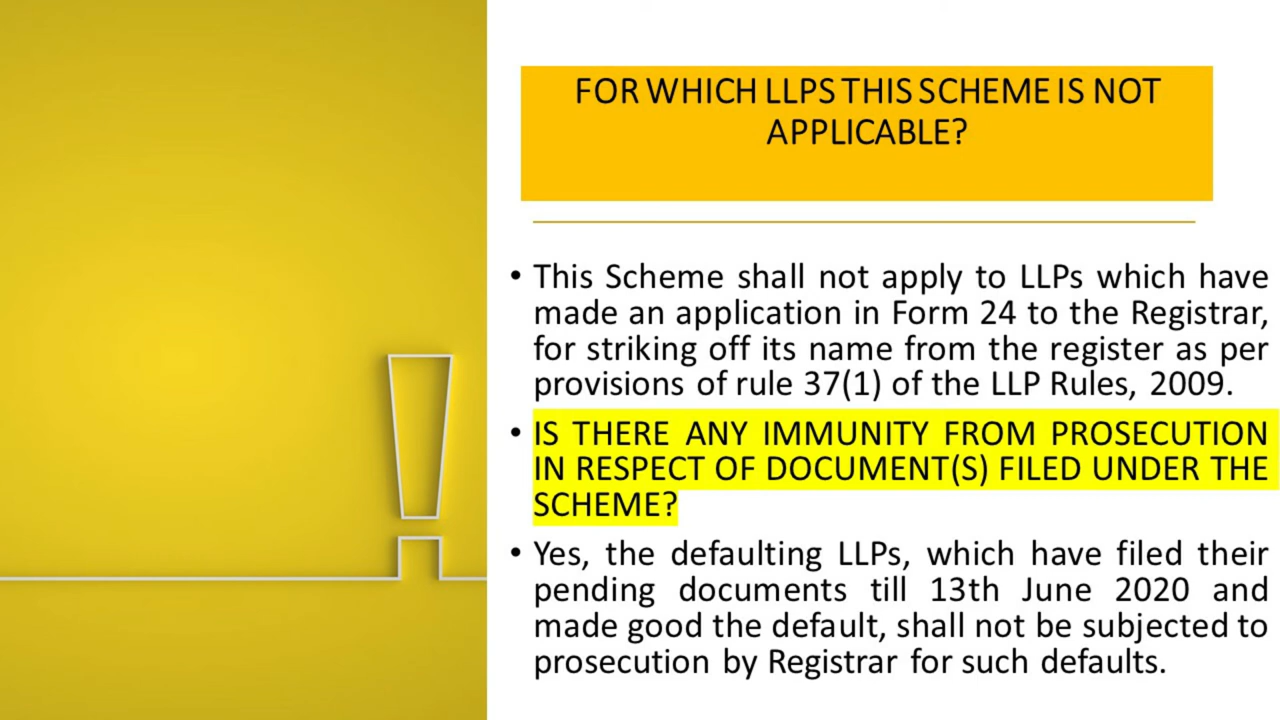 FOR WHICH LLPS THIS SCHEME IS NOT
APPLICABLE?
• This Scheme shall not apply to LLPs which have
made an application in Form 24 to the Registrar,
for striking off its name from the register as per
provisions of rule 37(1) of the LLP Rules, 2009.
• IS THERE ANY IMMUNITY FROM PROSECUTION
IN RESPECT OF DOCUMENT(S) FILED UNDER THE
SCHEME?
• Yes, the defaulting LLPs, which have filed their
pending documents till 13th June 2020 and
made good the default, shall not be subjected to
prosecution by Registrar for such defaults.